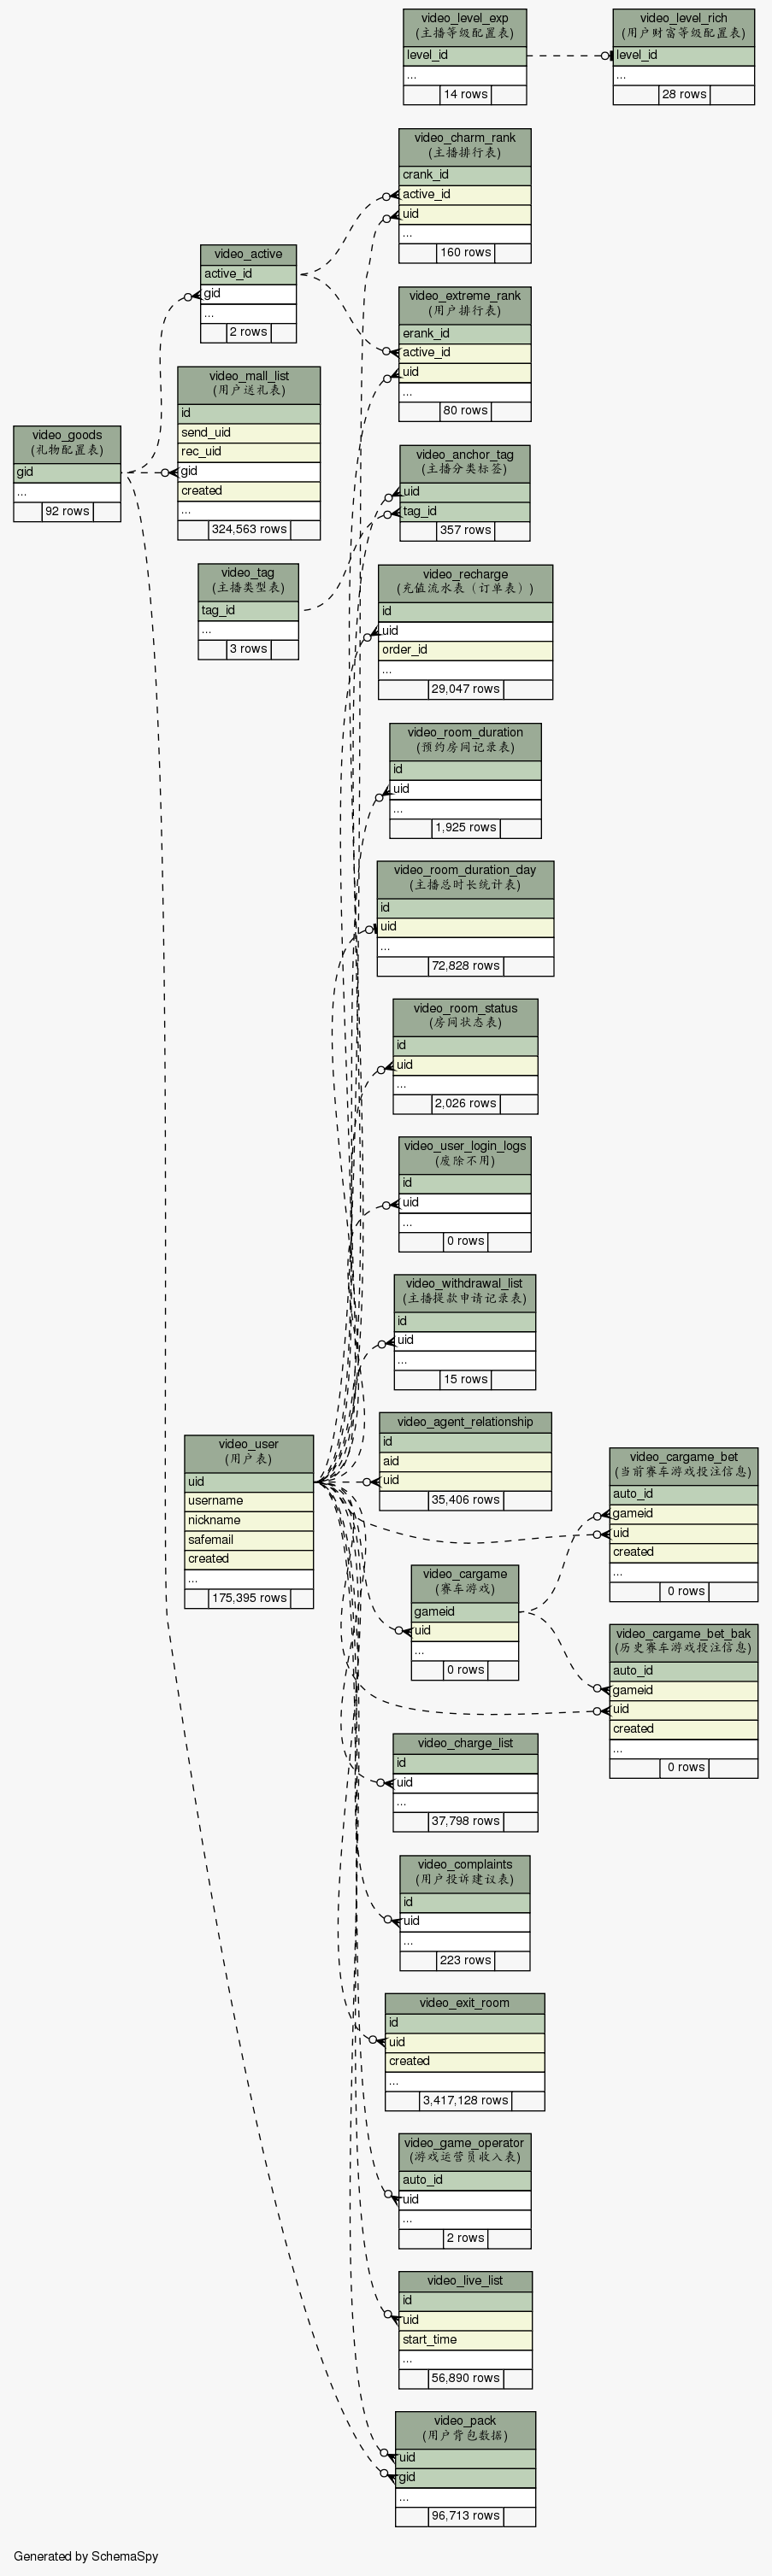 video_level_exp
(主播等级配置表)
level_id
...
14 rows
video_level_rich
(用户财富等级配置表)
level_id
...
28 rows
video_charm_rank
(主播排行表)
crank_id
active_id
uid
...
160 rows
video_active
active_id
gid
...
2 rows
video_extreme_rank
(用户排行表)
erank_id
active_id
uid
...
80 rows
video_mall_list
(用户送礼表)
id
send_uid
rec_uid
gid
created
...
324,563 rows
video_goods
(礼物配置表)
gid
...
92 rows
video_anchor_tag
(主播分类标签)
uid
tag_id
357 rows
video_tag
(主播类型表)
tag_id
...
3 rows
video_recharge
(充值流水表（订单表）)
id
uid
order_id
...
29,047 rows
video_room_duration
(预约房间记录表)
id
uid
...
1,925 rows
video_room_duration_day
(主播总时长统计表)
id
uid
...
72,828 rows
video_room_status
(房间状态表)
id
uid
...
2,026 rows
video_user_login_logs
(废除不用)
id
uid
...
0 rows
video_withdrawal_list
(主播提款申请记录表)
id
uid
...
15 rows
video_agent_relationship
id
aid
uid
35,406 rows
video_user
(用户表)
uid
username
nickname
safemail
created
...
175,395 rows
video_cargame_bet
(当前赛车游戏投注信息)
auto_id
gameid
uid
created
...
0 rows
video_cargame
(赛车游戏)
gameid
uid
...
0 rows
video_cargame_bet_bak
(历史赛车游戏投注信息)
auto_id
gameid
uid
created
...
0 rows
video_charge_list
id
uid
...
37,798 rows
video_complaints
(用户投诉建议表)
id
uid
...
223 rows
video_exit_room
id
uid
created
...
3,417,128 rows
video_game_operator
(游戏运营员收入表)
auto_id
uid
...
2 rows
video_live_list
id
uid
start_time
...
56,890 rows
video_pack
(用户背包数据)
uid
gid
...
96,713 rows
Generated by SchemaSpy